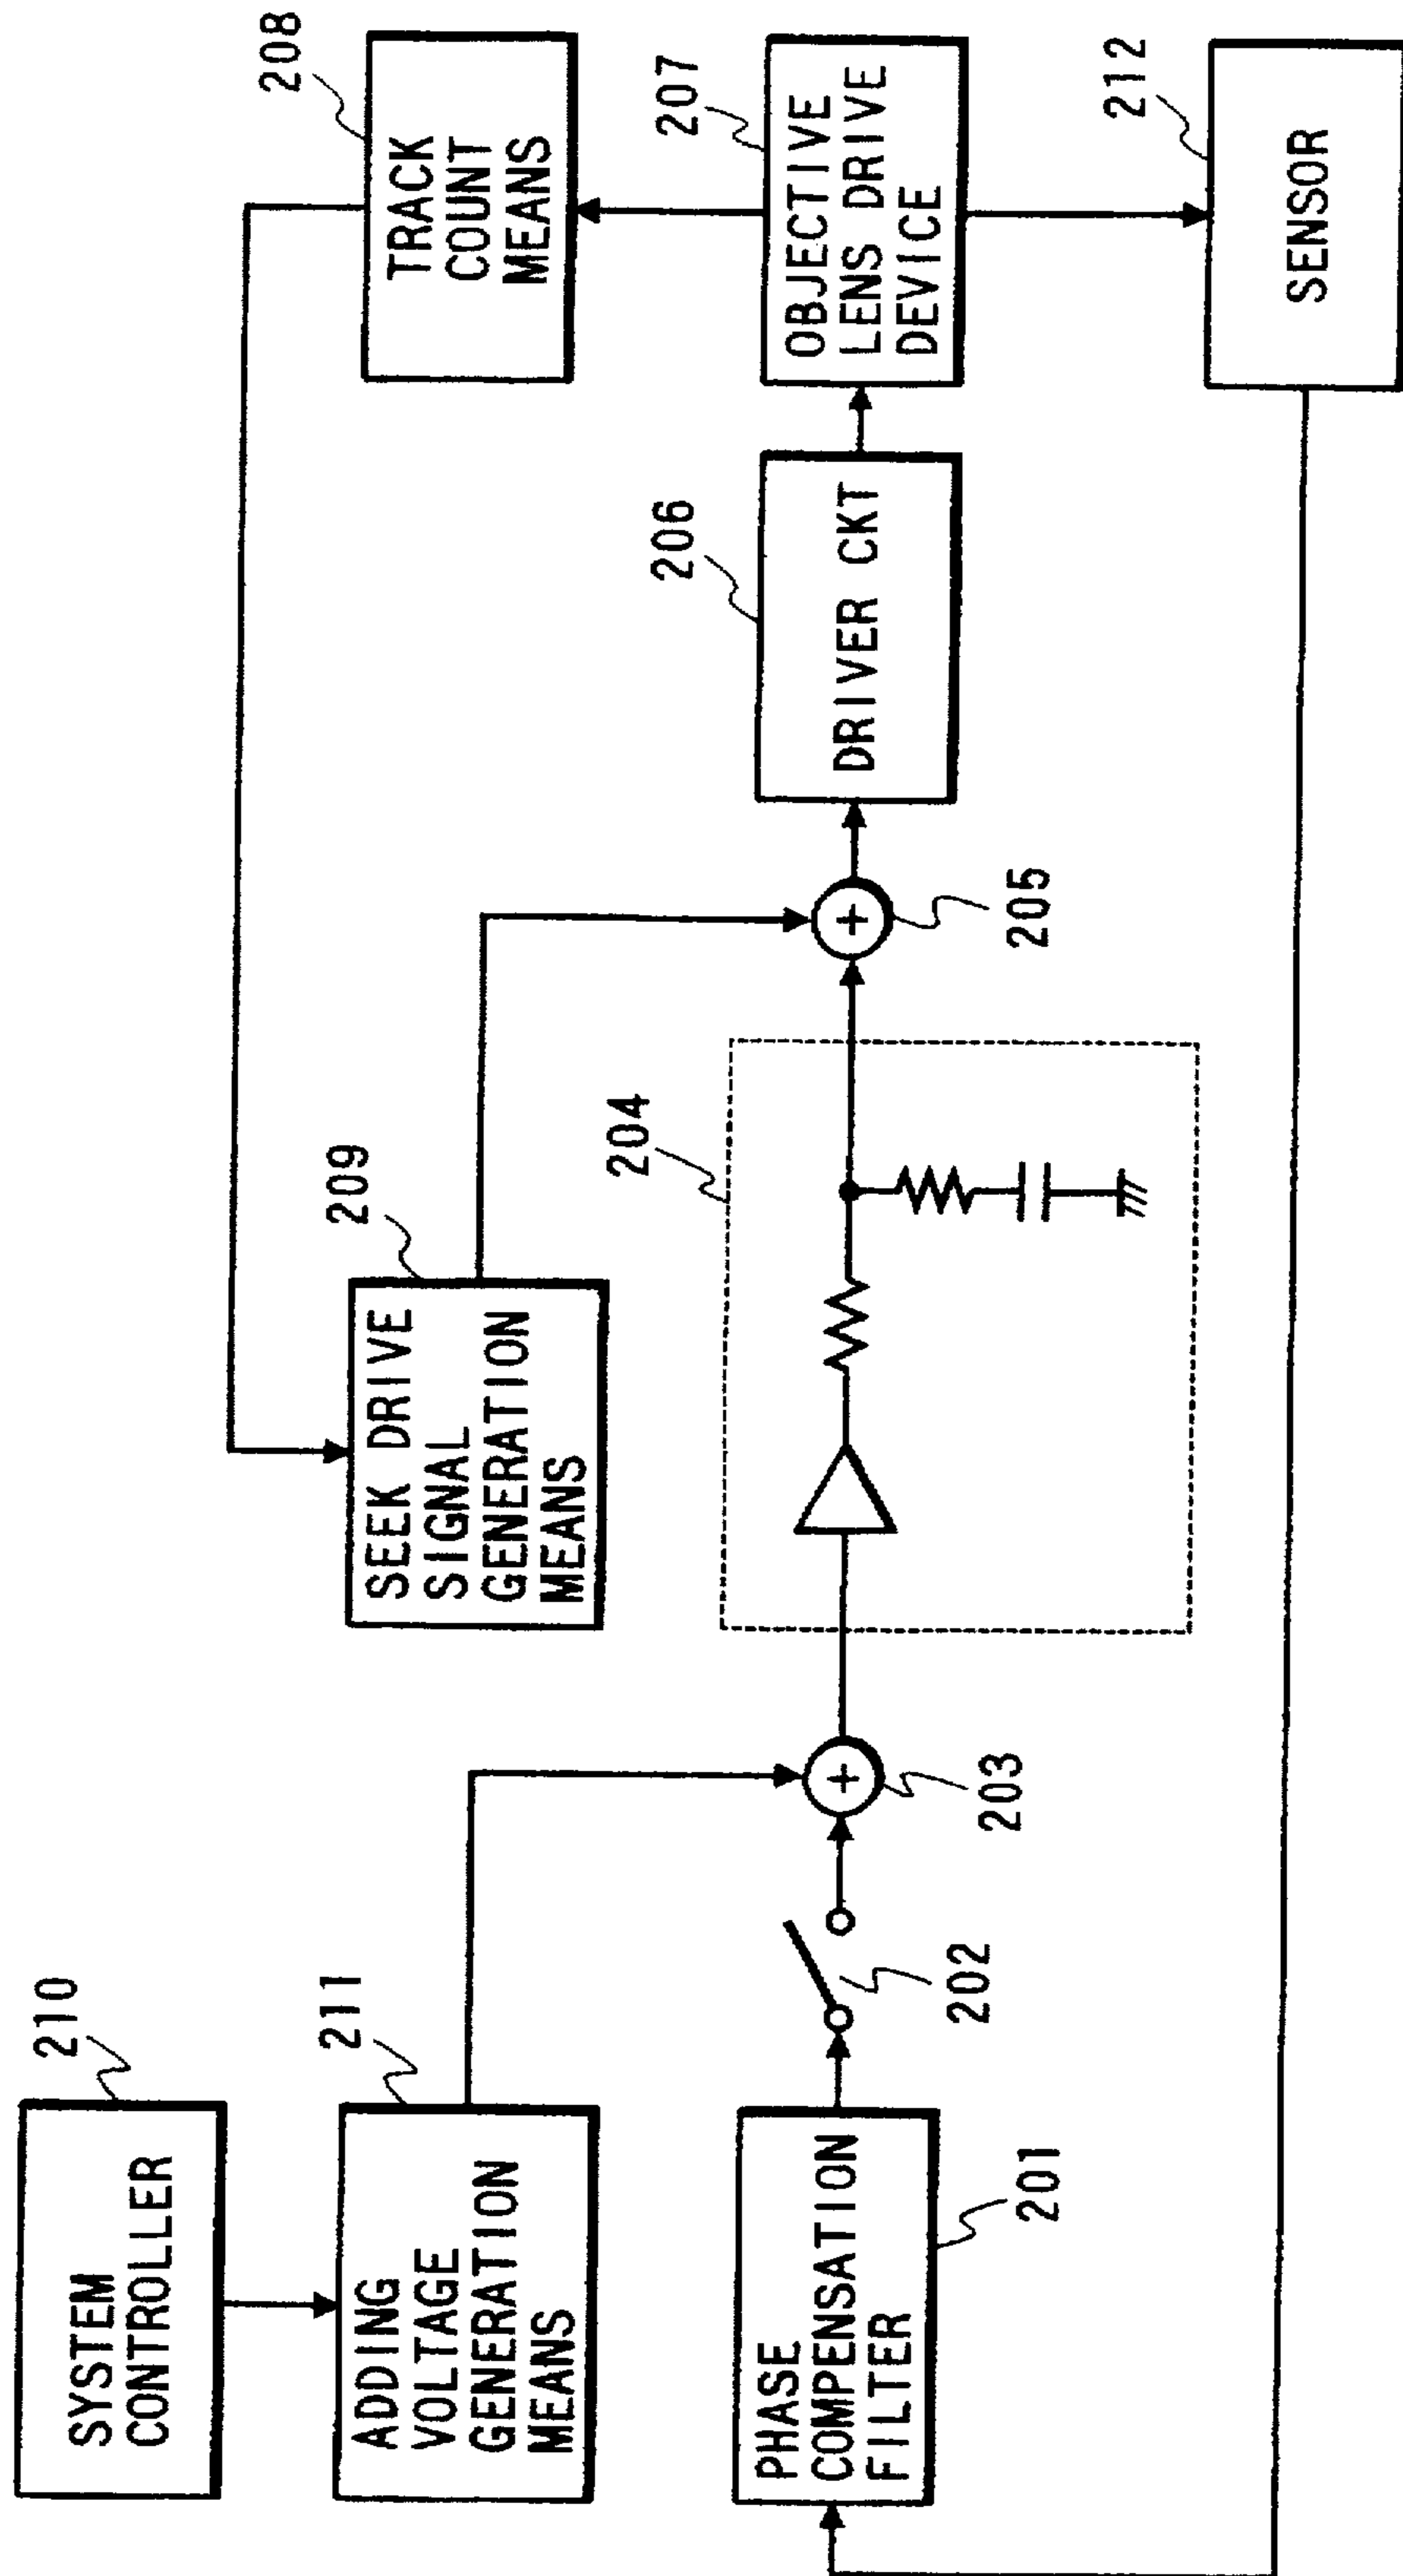 210
SYSTEM
CONTROLLER
211
ADDING
VOLTAGE
GENERATION
MEANS
PHASE
COMPENSATION
FILTER
201
202
+
203
209
SEEK DRIVE
SIGNAL
GENERATION
MEANS
204
+
205
206
DRIVER CKT
208
TRACK
COUNT
MEANS
207
OBJECTIVE
LENS DRIVE
DEVICE
212
SENSOR